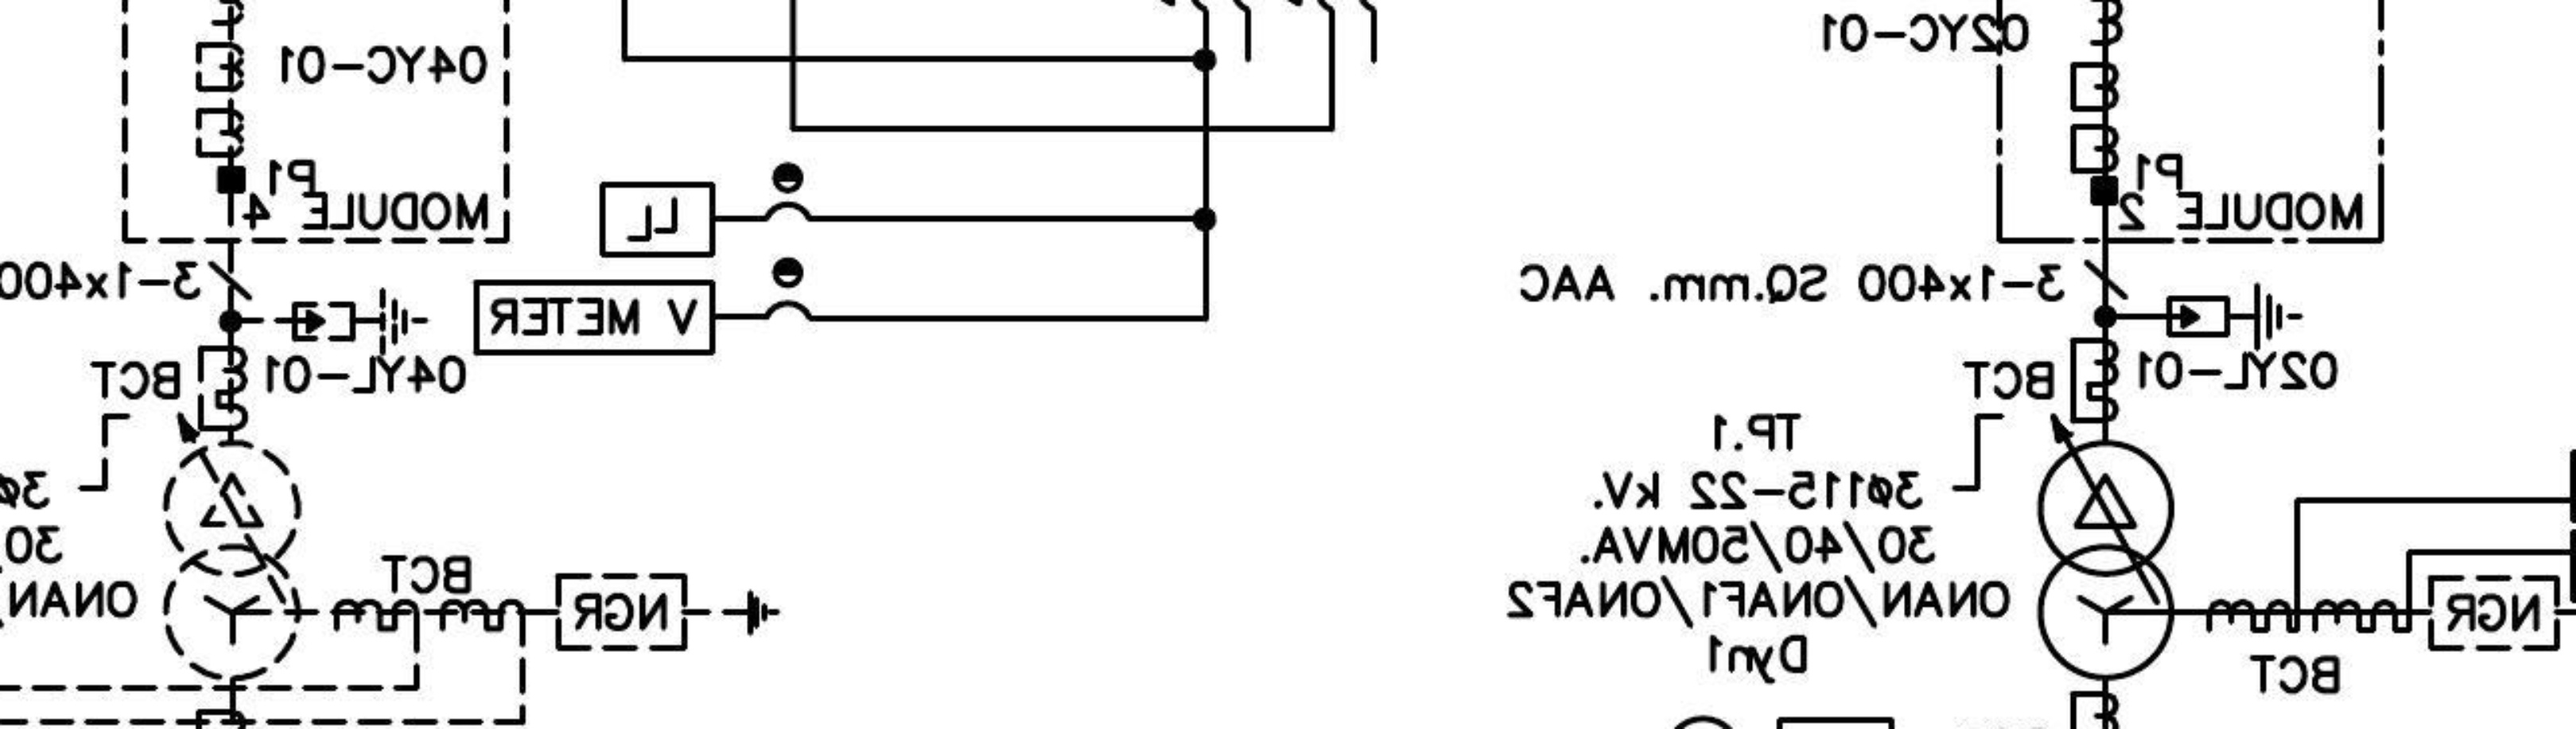 02YC-01
04YC-01
P1
MODULE 2
P1
MODULE 4
LL
3-1x400 SQ.mm. AAC
3-1x400
V METER
02YL-01
BCT
04YL-01
BCT
TP.1
3ø115-22 kV.
30/40/50MVA.
ONAN/ONAF1/ONAF2
Dyn1
3ø
30
ONAN/
BCT
NGR
NGR
BCT